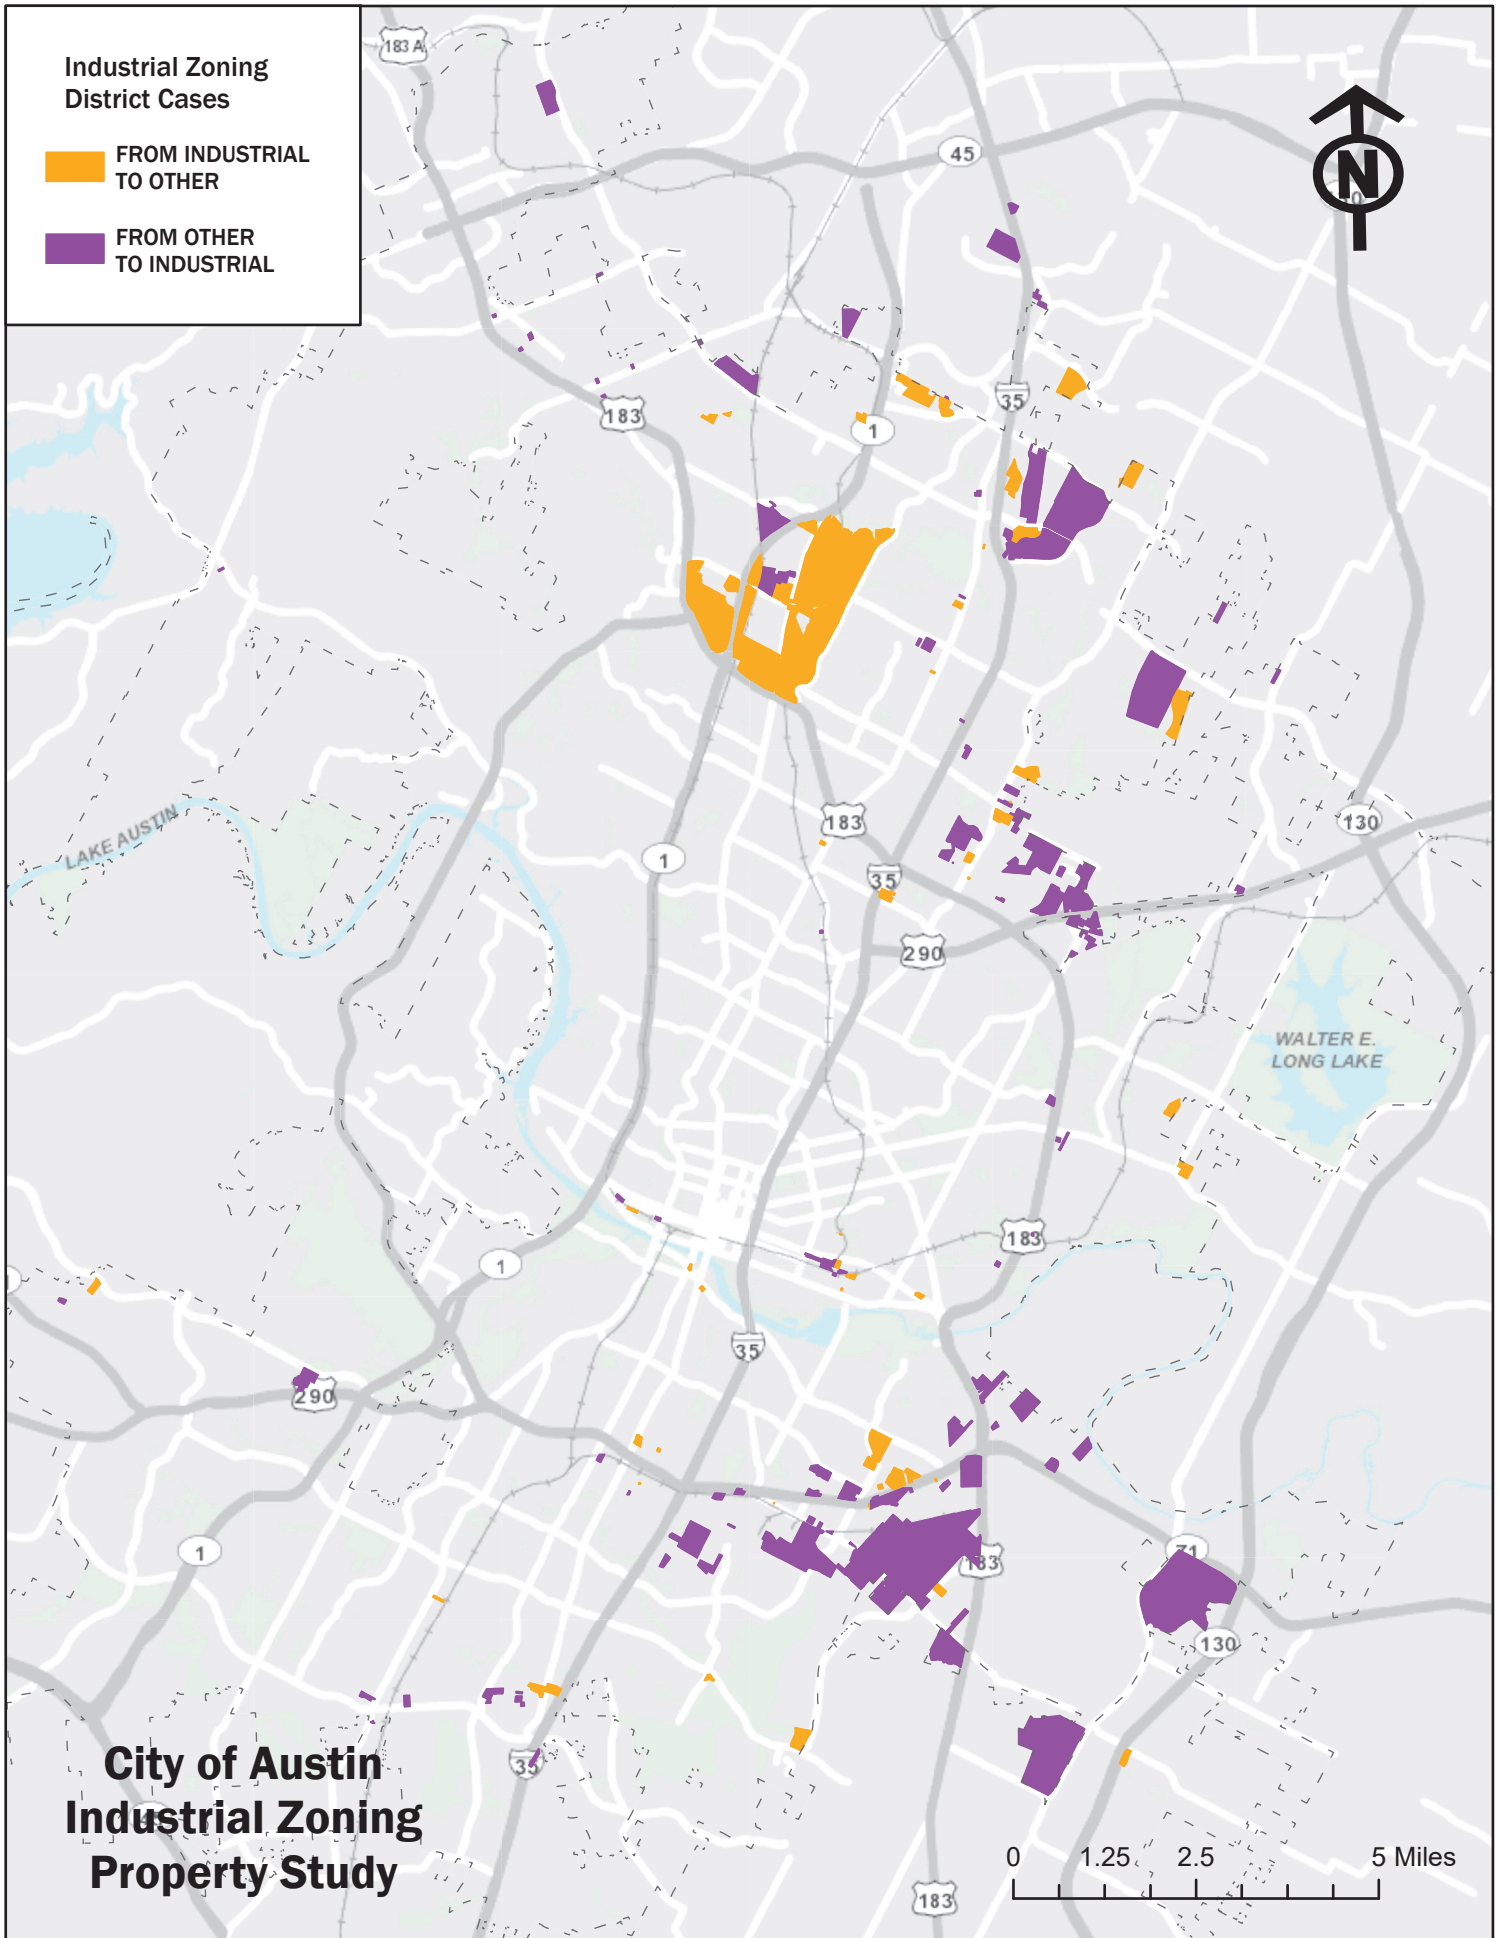 Industrial Zoning
District Cases
FROM INDUSTRIAL
TO OTHER
FROM OTHER
TO INDUSTRIAL
183 A
45
N
35
183
1
LAKE AUSTIN
183
130
1
35
290
WALTER E.
LONG LAKE
183
1
35
290
1
183
71
130
35
City of Austin
Industrial Zoning
Property Study
0 1.25 2.5 5 Miles
183